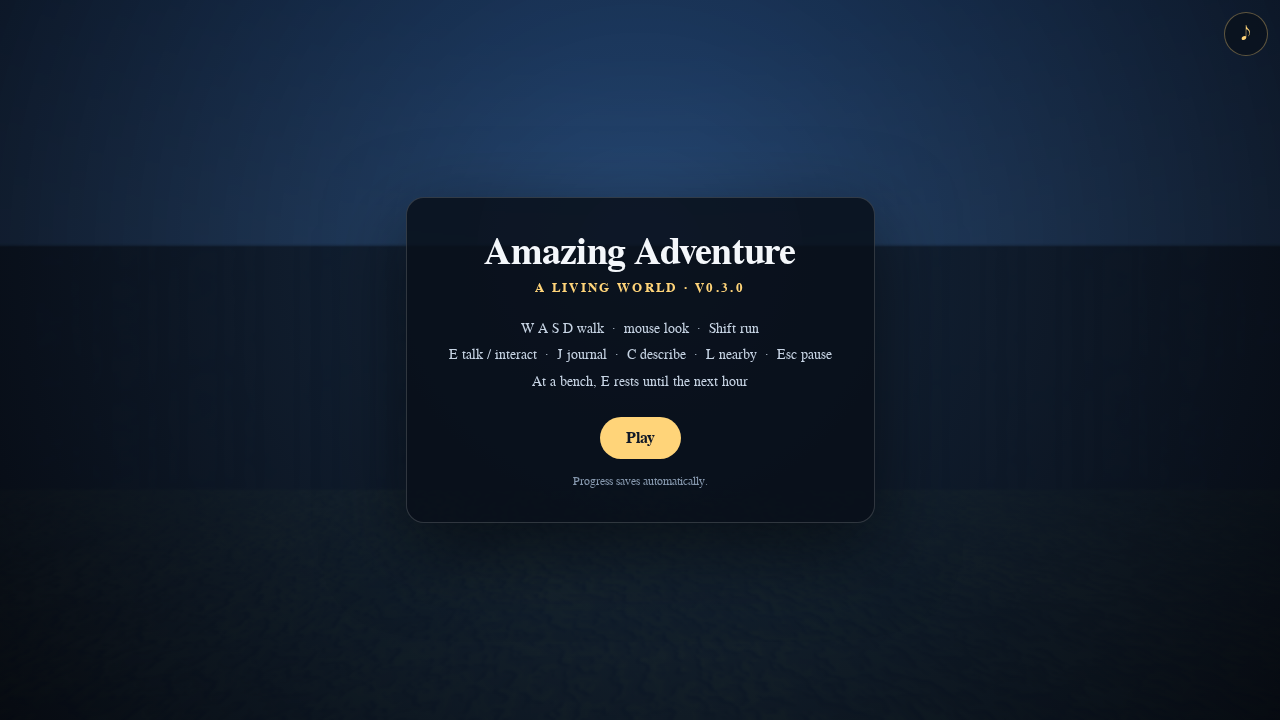 Amazing Adventure
A LIVING WORLD · V0.3.0
W A S D walk · mouse look · Shift run
E talk / interact · J journal · C describe · L nearby · Esc pause
At a bench, E rests until the next hour
Play
Progress saves automatically.